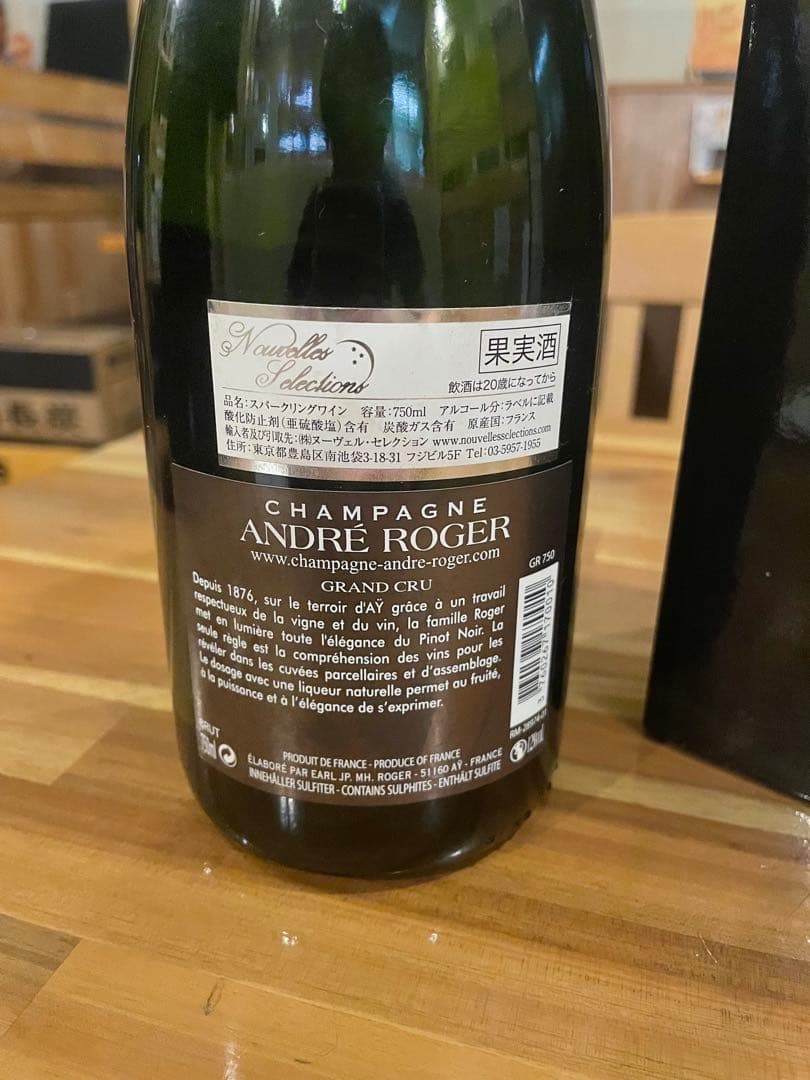 Nouvelles
Selections
果実酒
飲酒は20歳になってから
品名:スパークリングワイン 容量:750ml アルコール分:ラベルに記載
酸化防止剤(亜硫酸塩)含有 炭酸ガス含有 原産国:フランス
輸入者及び引取先:㈱ヌーヴェル・セレクション www.nouvellesselections.com
住所:東京都豊島区南池袋3-18-31 フジビル5F Tel:03-5957-1955
CHAMPAGNE
ANDRÉ ROGER
www.champagne-andre-roger.com
GRAND CRU
GR 750
Depuis 1876, sur le terroir d'AŸ grâce à un travail
respectueux de la vigne et du vin, la famille Roger
met en lumière toute l'élégance du Pinot Noir. La
seule règle est la compréhension des vins pour les
révéler dans les cuvées parcellaires et d'assemblage.
Le dosage avec une liqueur naturelle permet au fruité,
à la puissance et à l'élégance de s'exprimer.
BRUT
750ml
PRODUIT DE FRANCE - PRODUCE OF FRANCE
ÉLABORÉ PAR EARL JP. MH. ROGER - 51160 AŸ - FRANCE
INNEHÅLLER SULFITER - CONTAINS SULPHITES - ENTHÄLT SULFITE